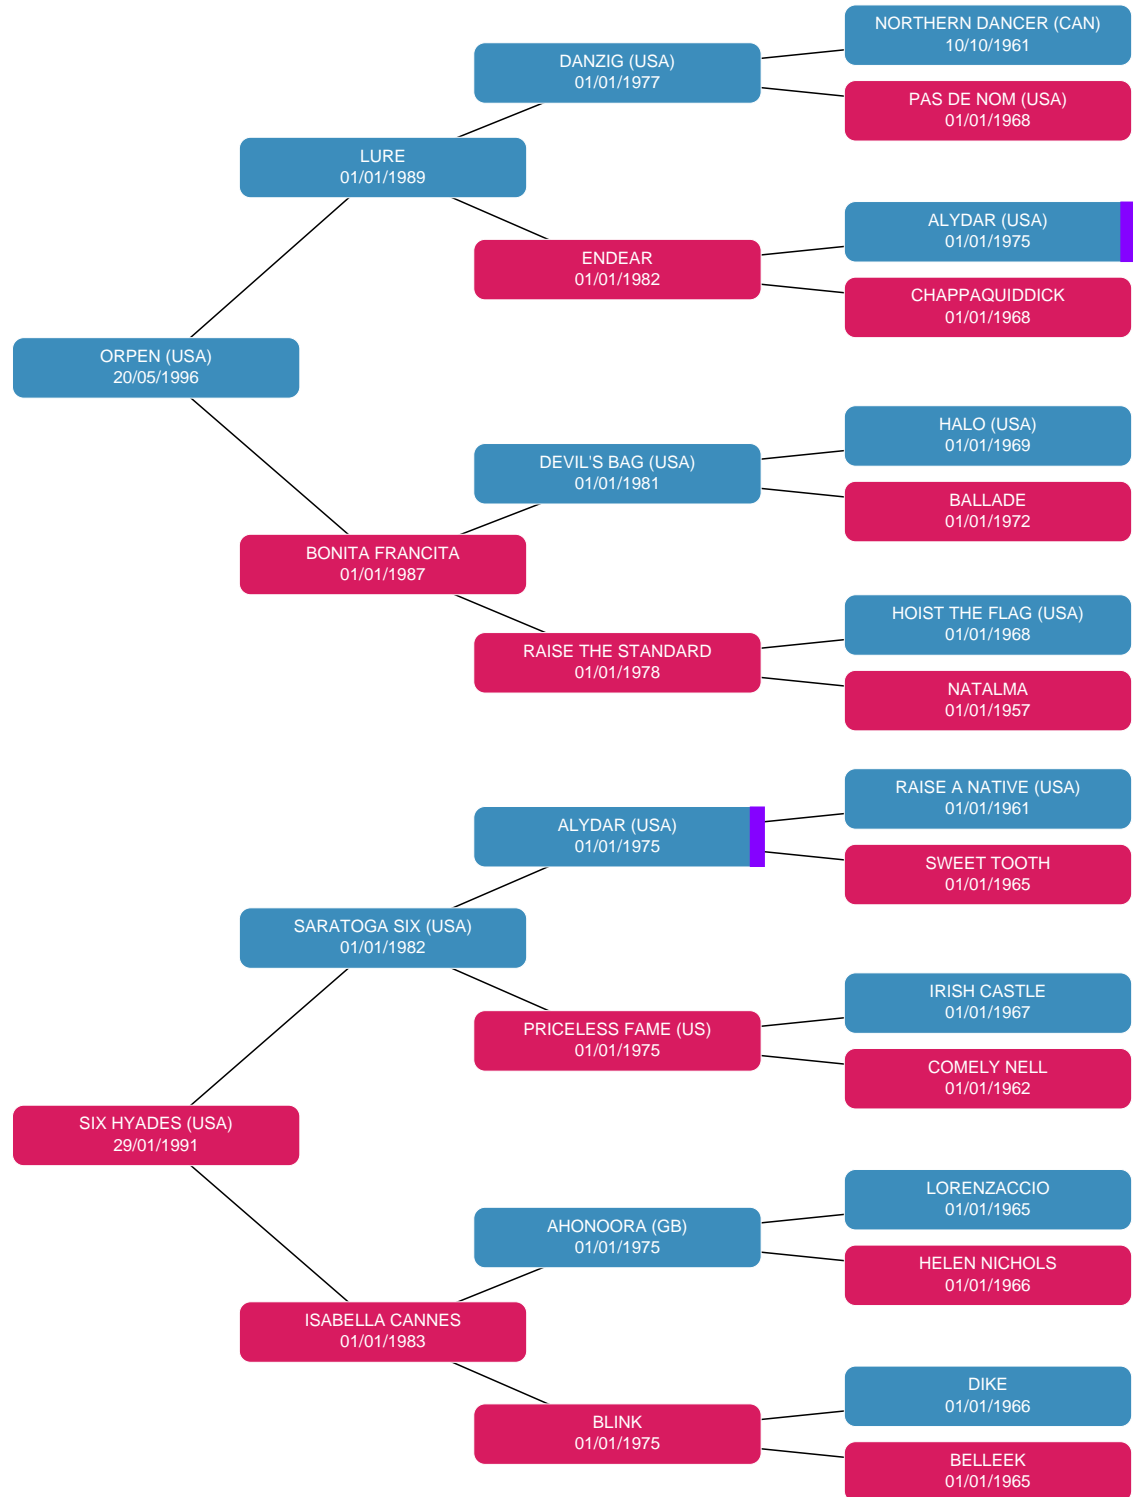 NORTHERN DANCER (CAN)
10/10/1961
DANZIG (USA)
01/01/1977
PAS DE NOM (USA)
01/01/1968
LURE
01/01/1989
ALYDAR (USA)
01/01/1975
ENDEAR
01/01/1982
CHAPPAQUIDDICK
01/01/1968
ORPEN (USA)
20/05/1996
HALO (USA)
01/01/1969
DEVIL'S BAG (USA)
01/01/1981
BALLADE
01/01/1972
BONITA FRANCITA
01/01/1987
HOIST THE FLAG (USA)
01/01/1968
RAISE THE STANDARD
01/01/1978
NATALMA
01/01/1957
RAISE A NATIVE (USA)
01/01/1961
ALYDAR (USA)
01/01/1975
SWEET TOOTH
01/01/1965
SARATOGA SIX (USA)
01/01/1982
IRISH CASTLE
01/01/1967
PRICELESS FAME (US)
01/01/1975
COMELY NELL
01/01/1962
SIX HYADES (USA)
29/01/1991
LORENZACCIO
01/01/1965
AHONOORA (GB)
01/01/1975
HELEN NICHOLS
01/01/1966
ISABELLA CANNES
01/01/1983
DIKE
01/01/1966
BLINK
01/01/1975
BELLEEK
01/01/1965